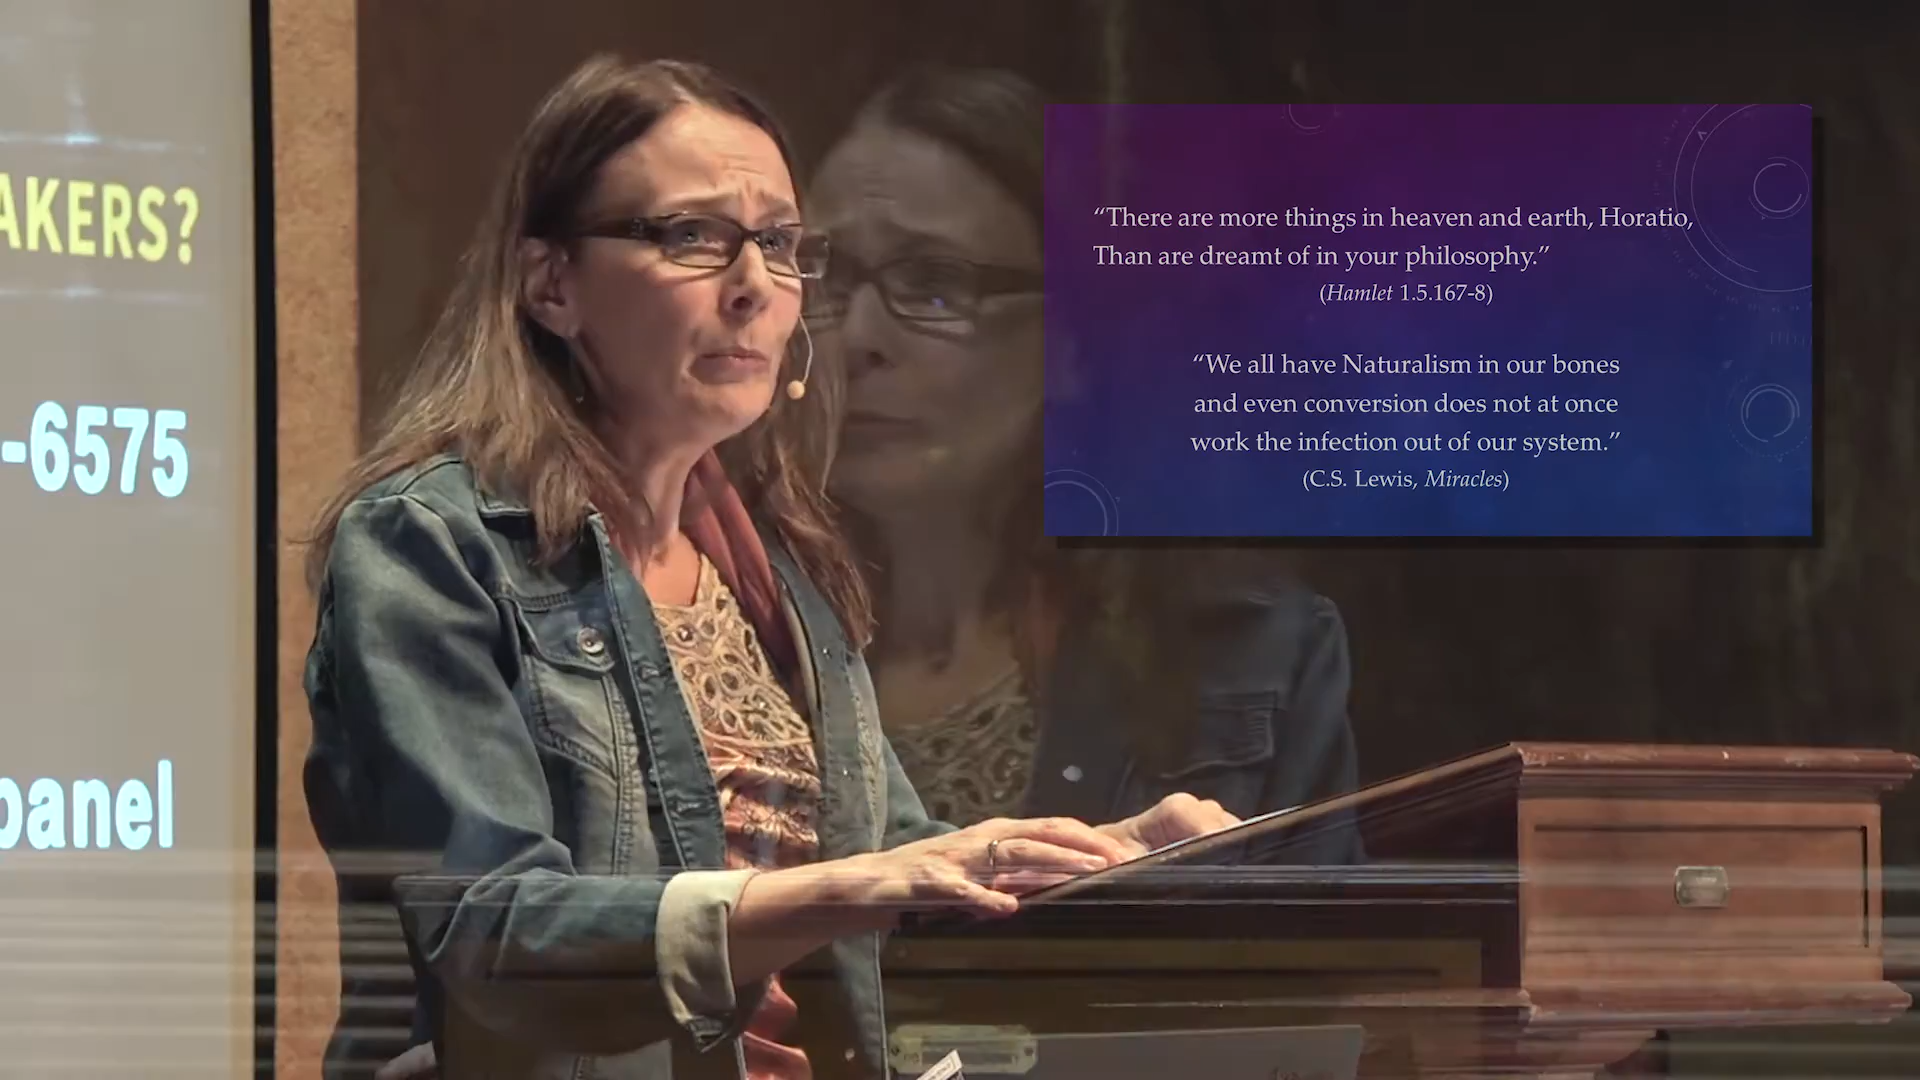 AKERS?
-6575
panel
“There are more things in heaven and earth, Horatio,
Than are dreamt of in your philosophy.”
(Hamlet 1.5.167-8)
“We all have Naturalism in our bones
and even conversion does not at once
work the infection out of our system.”
(C.S. Lewis, Miracles)